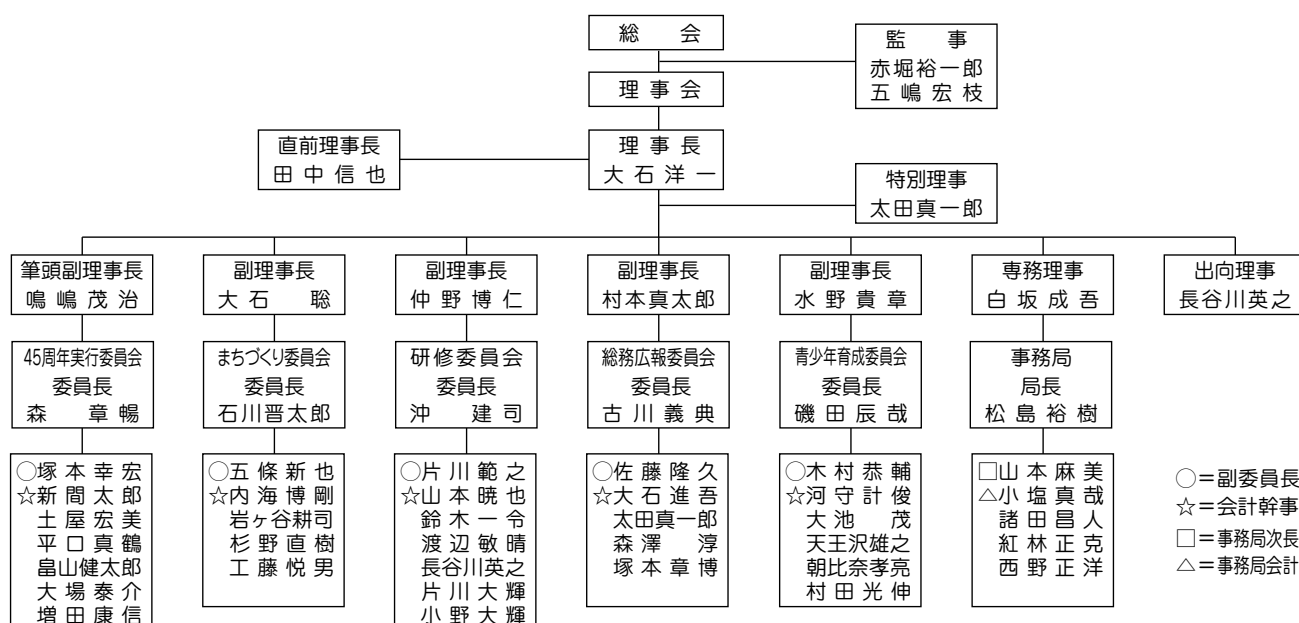 総　会
監　事
赤堀裕一郎
五嶋宏枝
理事会
直前理事長
田中信也
理事長
大石洋一
特別理事
太田真一郎
筆頭副理事長
鳴嶋茂治
副理事長
大石　聡
副理事長
仲野博仁
副理事長
村本真太郎
副理事長
水野貴章
専務理事
白坂成吾
出向理事
長谷川英之
45周年実行委員会
委員長
森　章暢
まちづくり委員会
委員長
石川晋太郎
研修委員会
委員長
沖　建司
総務広報委員会
委員長
古川義典
青少年育成委員会
委員長
磯田辰哉
事務局
局長
松島裕樹
○塚本幸宏
☆新間太郎
土屋宏美
平口真鶴
畠山健太郎
大場泰介
増田康信
○五條新也
☆内海博剛
岩ヶ谷耕司
杉野直樹
工藤悦男
○片川範之
☆山本暁也
鈴木一令
渡辺敏晴
長谷川英之
片川大輝
小野大輝
○佐藤隆久
☆大石進吾
太田真一郎
森澤　淳
塚本章博
○木村恭輔
☆河守計俊
大池　茂
天王沢雄之
朝比奈孝亮
村田光伸
□山本麻美
△小塩真哉
諸田昌人
紅林正克
西野正洋
○=副委員長
☆=会計幹事
□=事務局次長
△=事務局会計